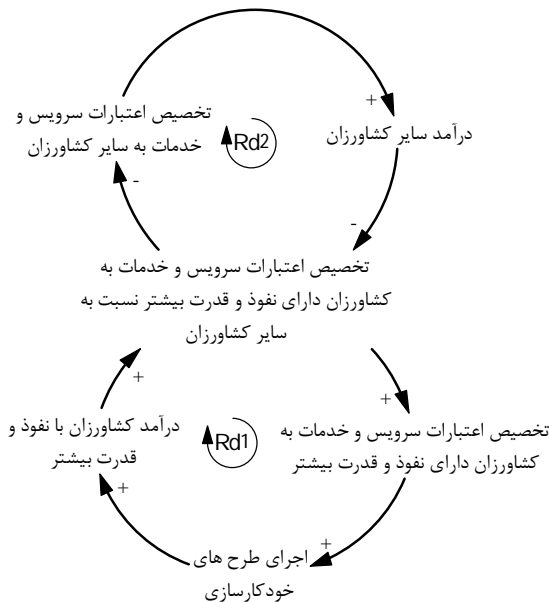 +
تخصیص اعتبارات سرویس و
خدمات به سایر کشاورزان
Rd2
درآمد سایر کشاورزان
-
-
تخصیص اعتبارات سرویس و خدمات به
کشاورزان دارای نفوذ و قدرت بیشتر نسبت به
سایر کشاورزان
+
+
درآمد کشاورزان با نفوذ و
قدرت بیشتر
Rd1
تخصیص اعتبارات سرویس و خدمات به
کشاورزان دارای نفوذ و قدرت بیشتر
+
+
اجرای طرح های
خودکارسازی